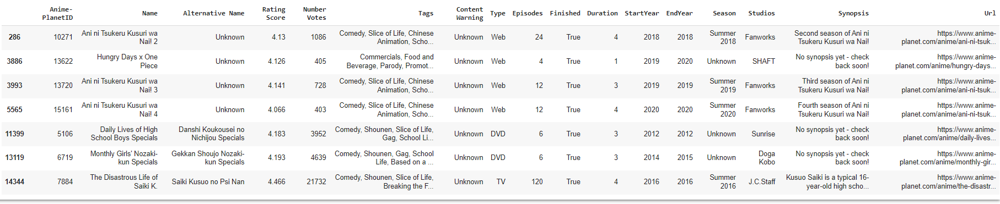 Anime-PlanetID Name Alternative Name Rating Score Number Votes Tags Content Warning Type Episodes Finished Duration StartYear EndYear Season Studios Synopsis Url
286 10271 Ani ni Tsukeru Kusuri wa Nai! 2 Unknown 4.13 1086 Comedy, Slice of Life, Chinese Animation, Scho... Unknown Web 24 True 4 2018 2018 Summer 2018 Fanworks Second season of Ani ni Tsukeru Kusuri wa Nai! https://www.anime-planet.com/anime/ani-ni-tsuk...
3886 13622 Hungry Days x One Piece Unknown 4.126 405 Commercials, Food and Beverage, Parody, Promot... Unknown Web 4 True 1 2019 2020 Unknown SHAFT No synopsis yet - check back soon! https://www.anime-planet.com/anime/hungry-days...
3993 13720 Ani ni Tsukeru Kusuri wa Nai! 3 Unknown 4.141 728 Comedy, Slice of Life, Chinese Animation, Scho... Unknown Web 12 True 3 2019 2019 Summer 2019 Fanworks Third season of Ani ni Tsukeru Kusuri wa Nai! https://www.anime-planet.com/anime/ani-ni-tsuk...
5565 15161 Ani ni Tsukeru Kusuri wa Nai! 4 Unknown 4.066 403 Comedy, Slice of Life, Chinese Animation, Scho... Unknown Web 12 True 4 2020 2020 Summer 2020 Fanworks Fourth season of Ani ni Tsukeru Kusuri wa Nai! https://www.anime-planet.com/anime/ani-ni-tsuk...
11399 5106 Daily Lives of High School Boys Specials Danshi Koukousei no Nichijou Specials 4.183 3952 Comedy, Shounen, Slice of Life, Gag, School Li... Unknown DVD 6 True 3 2012 2012 Unknown Sunrise No synopsis yet - check back soon! https://www.anime-planet.com/anime/daily-lives...
13119 6719 Monthly Girls' Nozaki-kun Specials Gekkan Shoujo Nozaki-kun Specials 4.193 4639 Comedy, Shounen, Gag, School Life, Based on a ... Unknown DVD 6 True 3 2014 2015 Unknown Doga Kobo No synopsis yet - check back soon! https://www.anime-planet.com/anime/monthly-gir...
14344 7884 The Disastrous Life of Saiki K. Saiki Kusuo no Psi Nan 4.466 21732 Comedy, Shounen, Slice of Life, Breaking the F... Unknown TV 120 True 4 2016 2016 Summer 2016 J.C.Staff Kusuo Saiki is a typical 16-year-old high scho... https://www.anime-planet.com/anime/the-disastr...